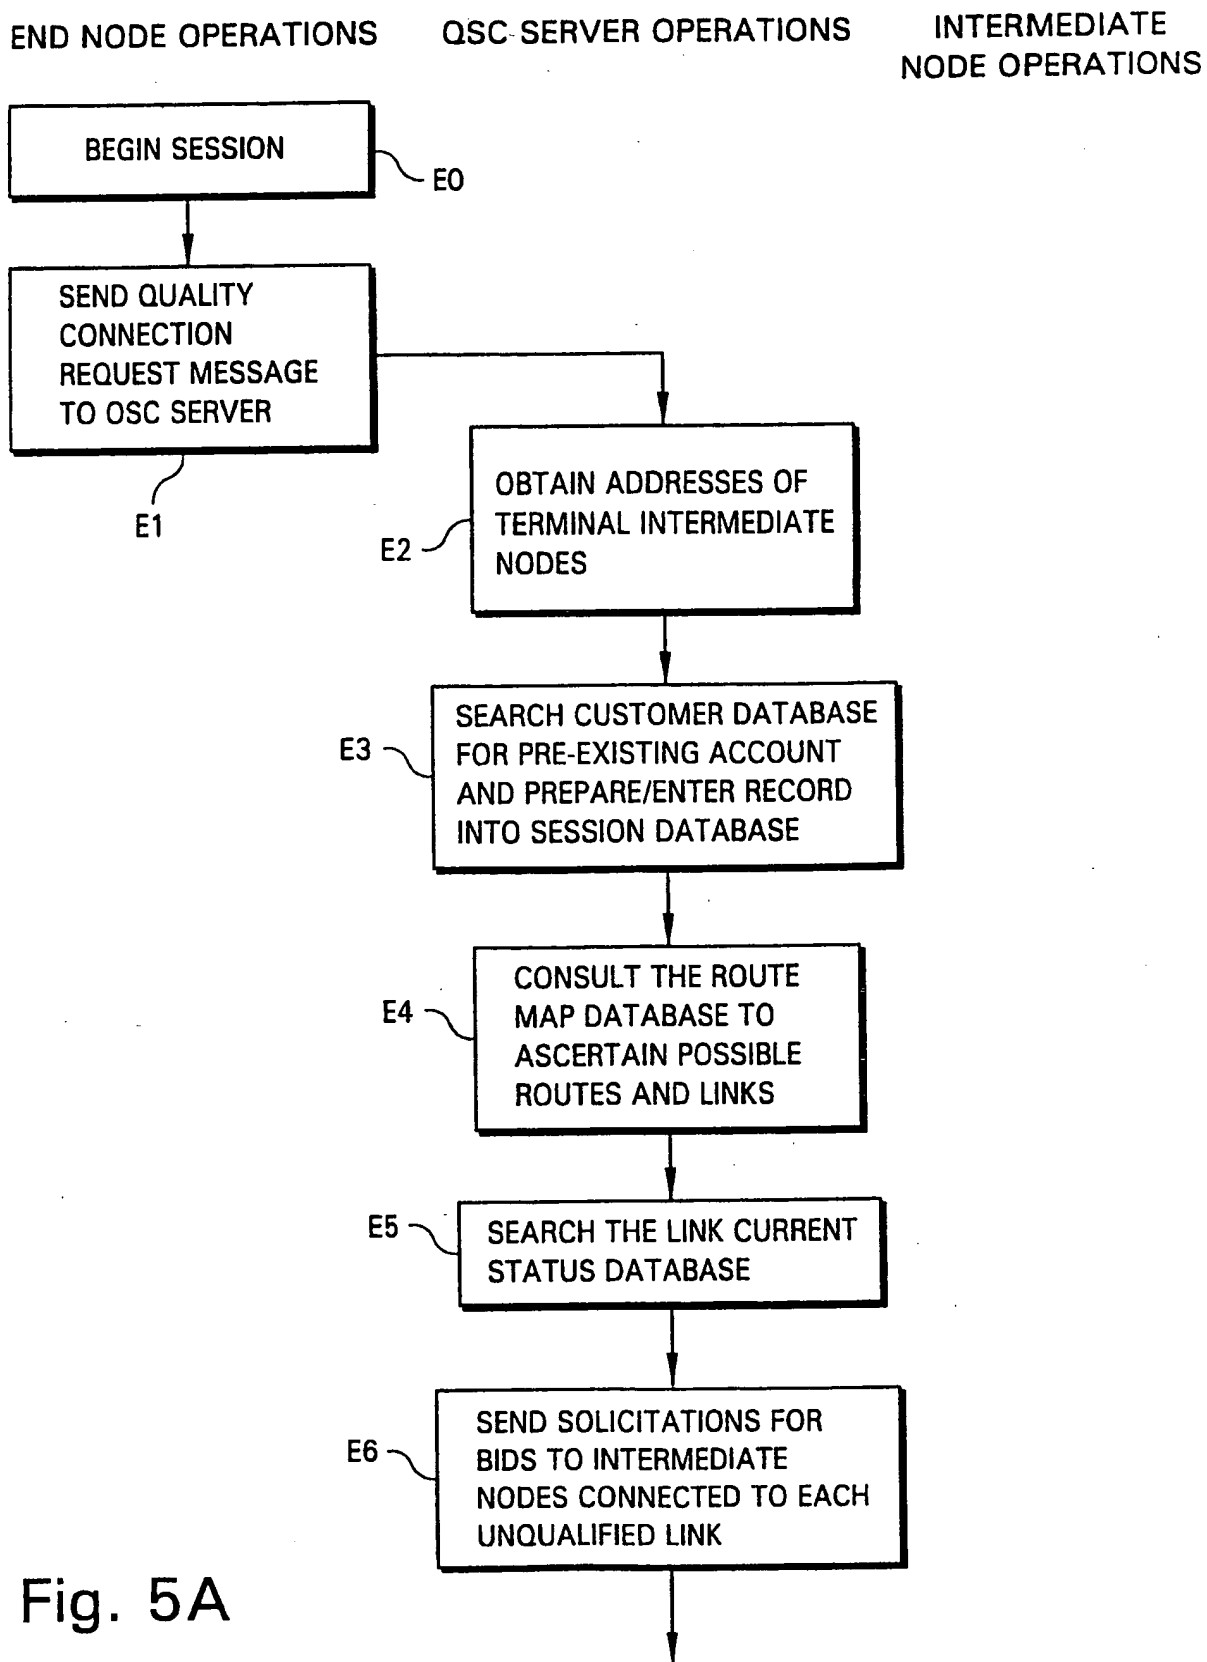 END NODE OPERATIONS
QSC SERVER OPERATIONS
INTERMEDIATE
NODE OPERATIONS
BEGIN SESSION
E0
SEND QUALITY
CONNECTION
REQUEST MESSAGE
TO OSC SERVER
E1
OBTAIN ADDRESSES OF
TERMINAL INTERMEDIATE
NODES
E2
SEARCH CUSTOMER DATABASE
FOR PRE-EXISTING ACCOUNT
AND PREPARE/ENTER RECORD
INTO SESSION DATABASE
E3
CONSULT THE ROUTE
MAP DATABASE TO
ASCERTAIN POSSIBLE
ROUTES AND LINKS
E4
SEARCH THE LINK CURRENT
STATUS DATABASE
E5
SEND SOLICITATIONS FOR
BIDS TO INTERMEDIATE
NODES CONNECTED TO EACH
UNQUALIFIED LINK
E6
Fig. 5A